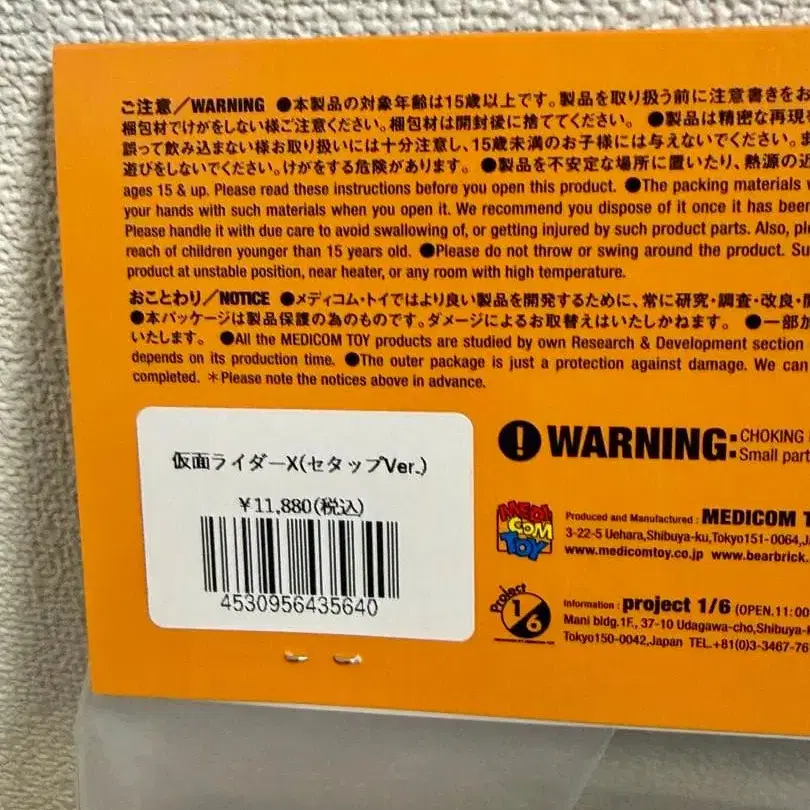 ご注意／WARNING ●本製品の対象年齢は15歳以上です。製品を取り扱う前に注意書きをお
梱包材でけがをしない様ご注意ください。梱包材は開封後に捨ててください。 ●製品は精密な再現を
誤って飲み込まない様お取り扱いには十分注意し、15歳未満のお子様には与えないでください。ま
遊びをしないでください。けがをする危険があります。 ●製品を不安定な場所に置いたり、熱源の近
ages 15 & up. Please read these instructions before you open this product. ●The packing materials
your hands with such materials when you open it. We recommend you dispose of it once it has been
Please handle it with due care to avoid swallowing of, or getting injured by such product parts. Also,
reach of children younger than 15 years old. ●Please do not throw or swing around the product.
product at unstable position, near heater, or any room with high temperature.
おことわり／NOTICE ●メディコム・トイではより良い製品を開発するために、常に研究・調査・改良・
●本パッケージは製品保護の為のものです。ダメージによるお取替えはいたしかねます。 ●一部
いたします。 ●All the MEDICOM TOY products are studied by own Research & Development section
depends on its production time. ●The outer package is just a protection against damage. We can
completed. ＊Please note the notices above in advance.
仮面ライダーX(セタップVer.)
￥11,880(税込)
4530956435640
WARNING: CHOKING
Small part
MEDI COM TOY
Produced and Manufactured : MEDICOM T
3-22-5 Uehara,Shibuya-ku,Tokyo151-0064,
www.medicomtoy.co.jp www.bearbrick.
Project 1/6
Information : project 1/6 (OPEN.11:00
Mani bldg.1F., 37-10 Udagawa-cho,Shibuya-k
Tokyo150-0042,Japan TEL.+81(0)3-3467-76